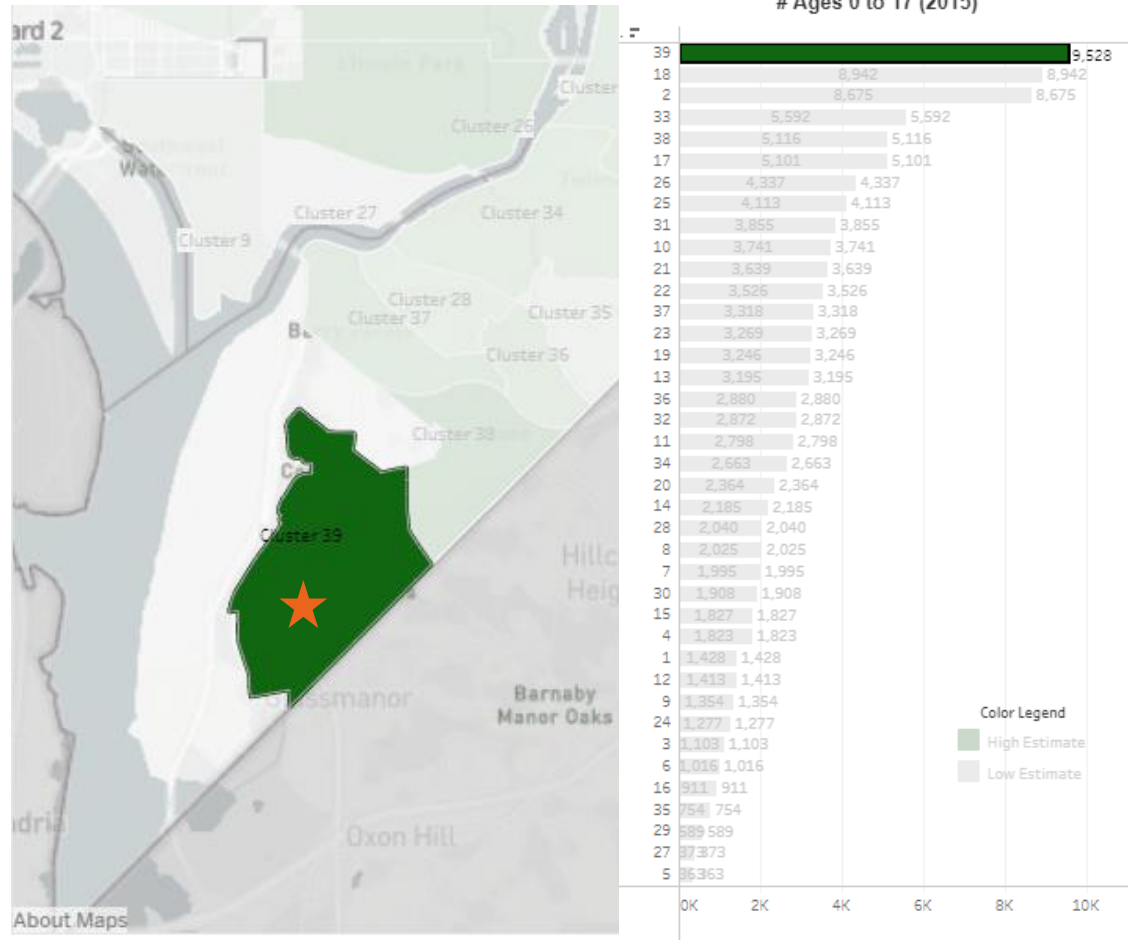 ard 2
Lincoln Park
Cluster
Cluster 26
Southwest
Waterfront
Cluster 27
Cluster 34
Cluster 9
Cluster 28
Cluster 37
Cluster 35
Cluster 36
Cluster 38
Cluster 39
Hillc
Heig
Glassmanor
Barnaby
Manor Oaks
Oxon Hill
dria
About Maps
# Ages 0 to 17 (2015)
39 9,528
18 8,942 8,942
2 8,675 8,675
33 5,592 5,592
38 5,116 5,116
17 5,101 5,101
26 4,337 4,337
25 4,113 4,113
31 3,855 3,855
10 3,741 3,741
21 3,639 3,639
22 3,526 3,526
37 3,318 3,318
23 3,269 3,269
19 3,246 3,246
13 3,195 3,195
36 2,880 2,880
32 2,872 2,872
11 2,798 2,798
34 2,663 2,663
20 2,364 2,364
14 2,185 2,185
28 2,040 2,040
8 2,025 2,025
7 1,995 1,995
30 1,908 1,908
15 1,827 1,827
4 1,823 1,823
1 1,428 1,428
12 1,413 1,413
9 1,354 1,354
24 1,277 1,277
3 1,103 1,103
6 1,016 1,016
16 911 911
35 754 754
29 589 589
27 373 373
5 363 363
Color Legend
High Estimate
Low Estimate
0K 2K 4K 6K 8K 10K